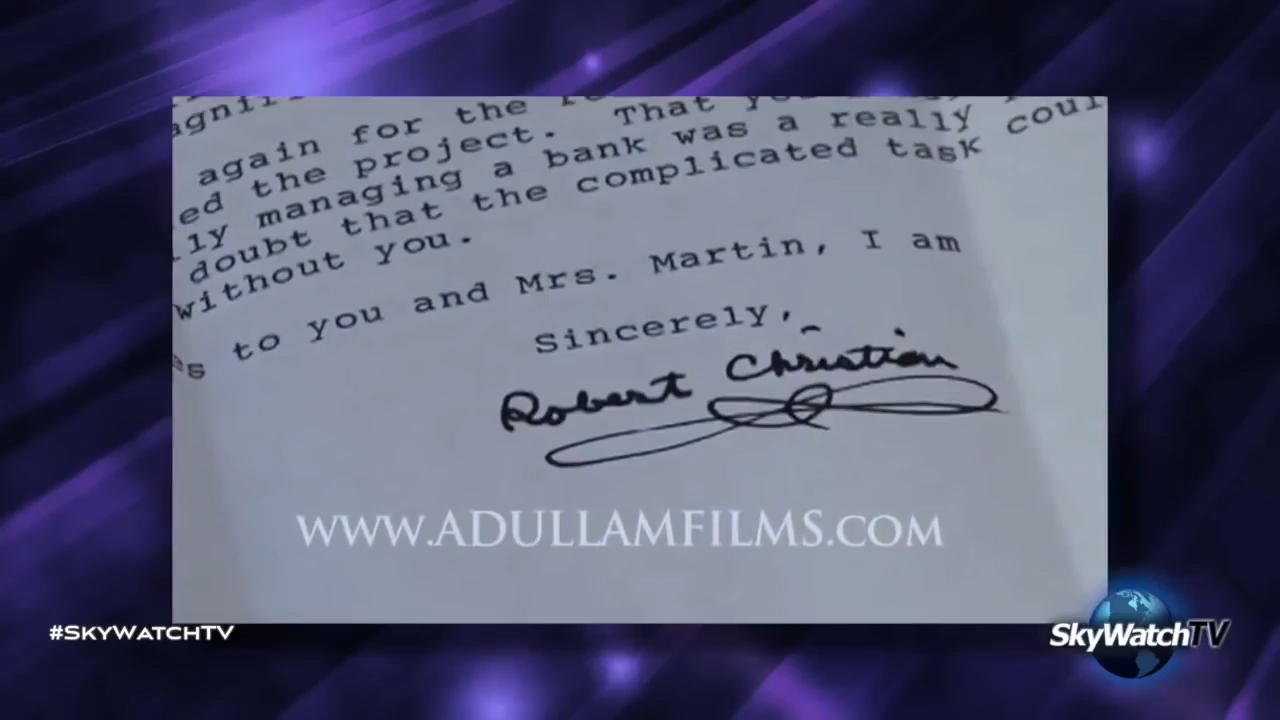 again for the
ed the project. That
ly managing a bank was a really
doubt that the complicated task
without you.
to you and Mrs. Martin, I am
Sincerely,
Robert Christian
WWW.ADULLAMFILMS.COM
#SKYWATCHTV
SkyWatchTV